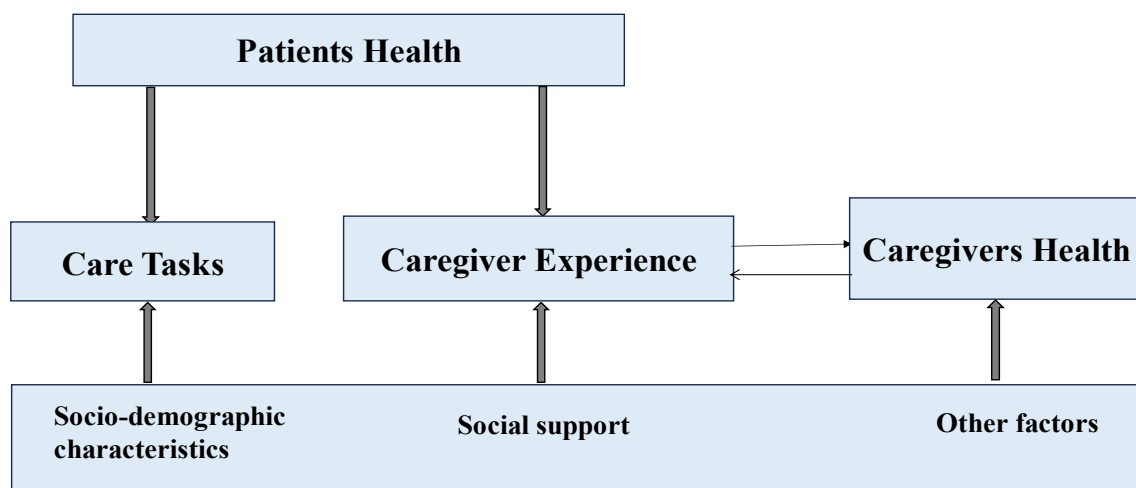 Patients Health
Care Tasks
Caregiver Experience
Caregivers Health
Socio-demographic
characteristics
Social support
Other factors